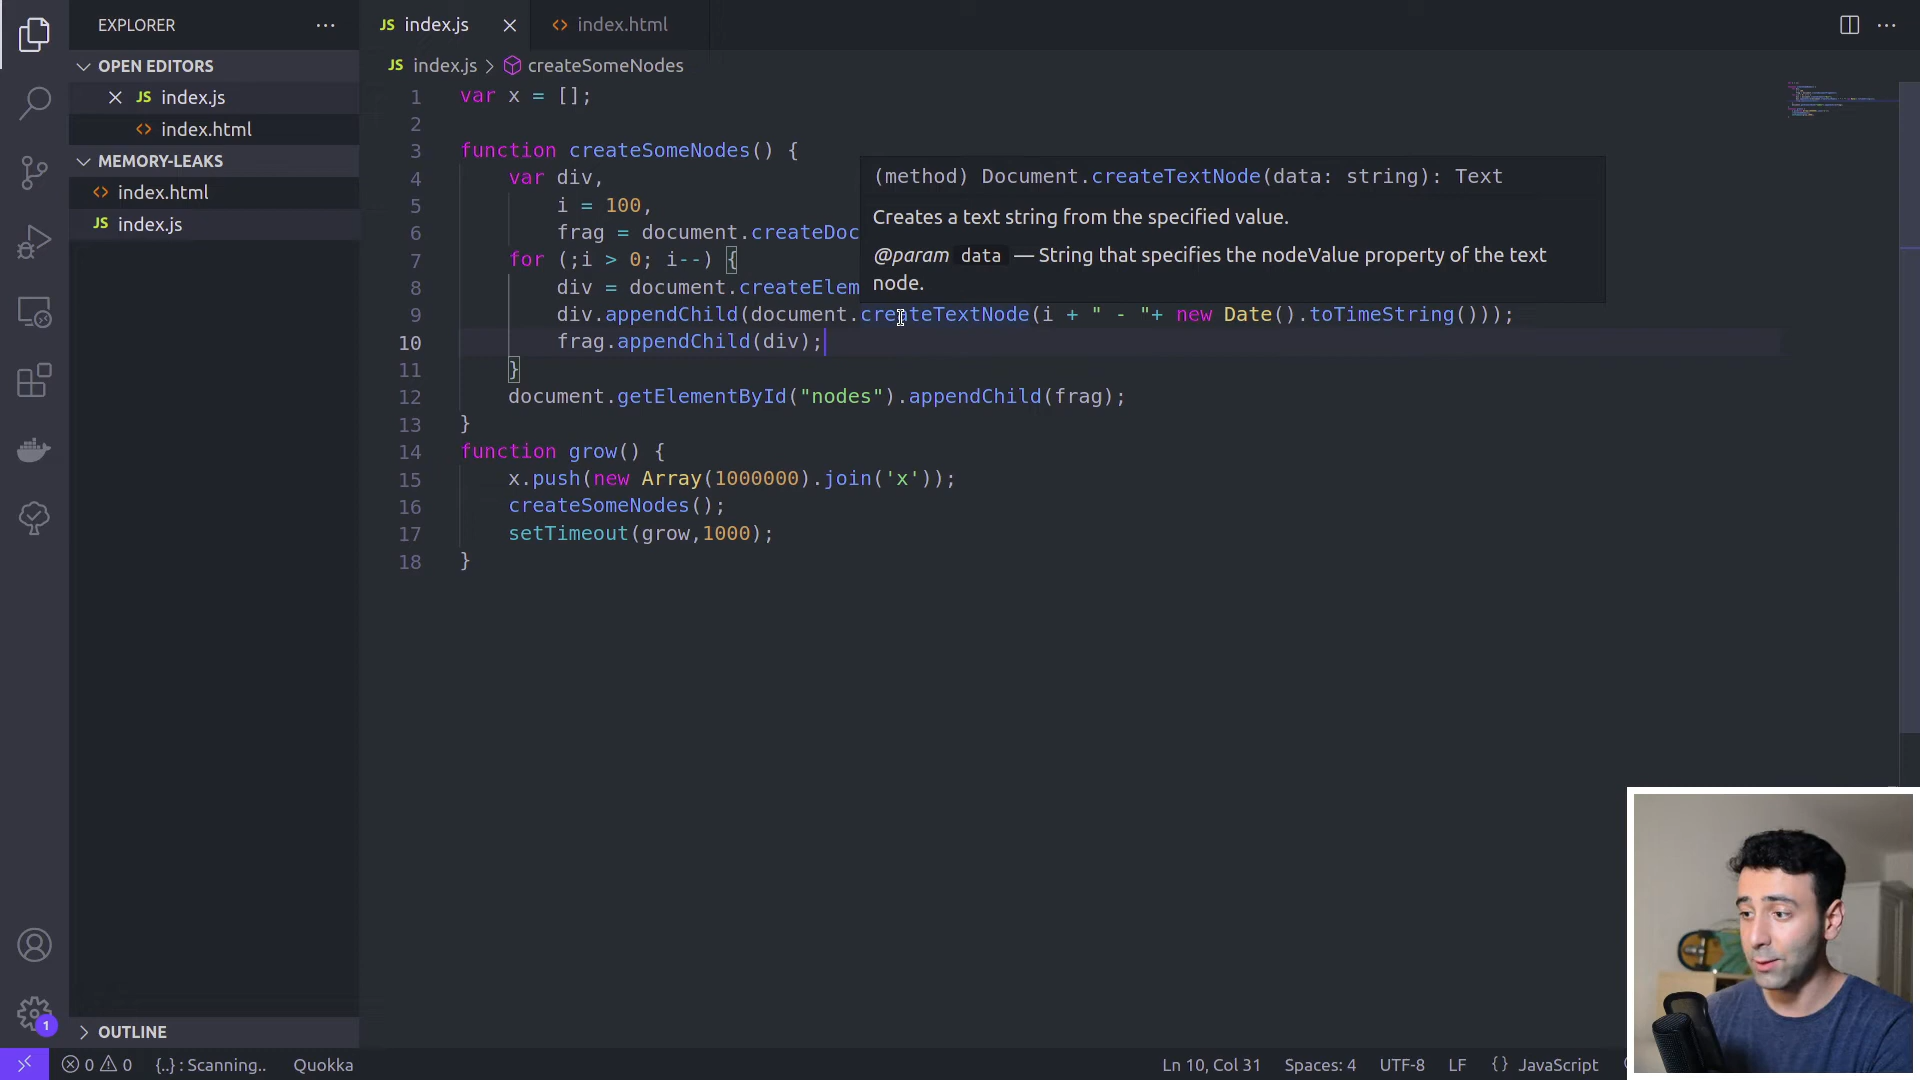 EXPLORER
OPEN EDITORS
JS index.js
<> index.html
MEMORY-LEAKS
<> index.html
JS index.js
OUTLINE
1
JS index.js
<> index.html
JS index.js > createSomeNodes
1 var x = [];
2
3 function createSomeNodes() {
4 var div,
5 i = 100,
6 frag = document.createDoc
7 for (;i > 0; i--) {
8 div = document.createElem
9 div.appendChild(document.createTextNode(i + " - "+ new Date().toTimeString()));
10 frag.appendChild(div);
11 }
12 document.getElementById("nodes").appendChild(frag);
13 }
14 function grow() {
15 x.push(new Array(1000000).join('x'));
16 createSomeNodes();
17 setTimeout(grow,1000);
18 }
(method) Document.createTextNode(data: string): Text
Creates a text string from the specified value.
@param data — String that specifies the nodeValue property of the text
node.
0 0 {..} : Scanning.. Quokka Ln 10, Col 31 Spaces: 4 UTF-8 LF {} JavaScript